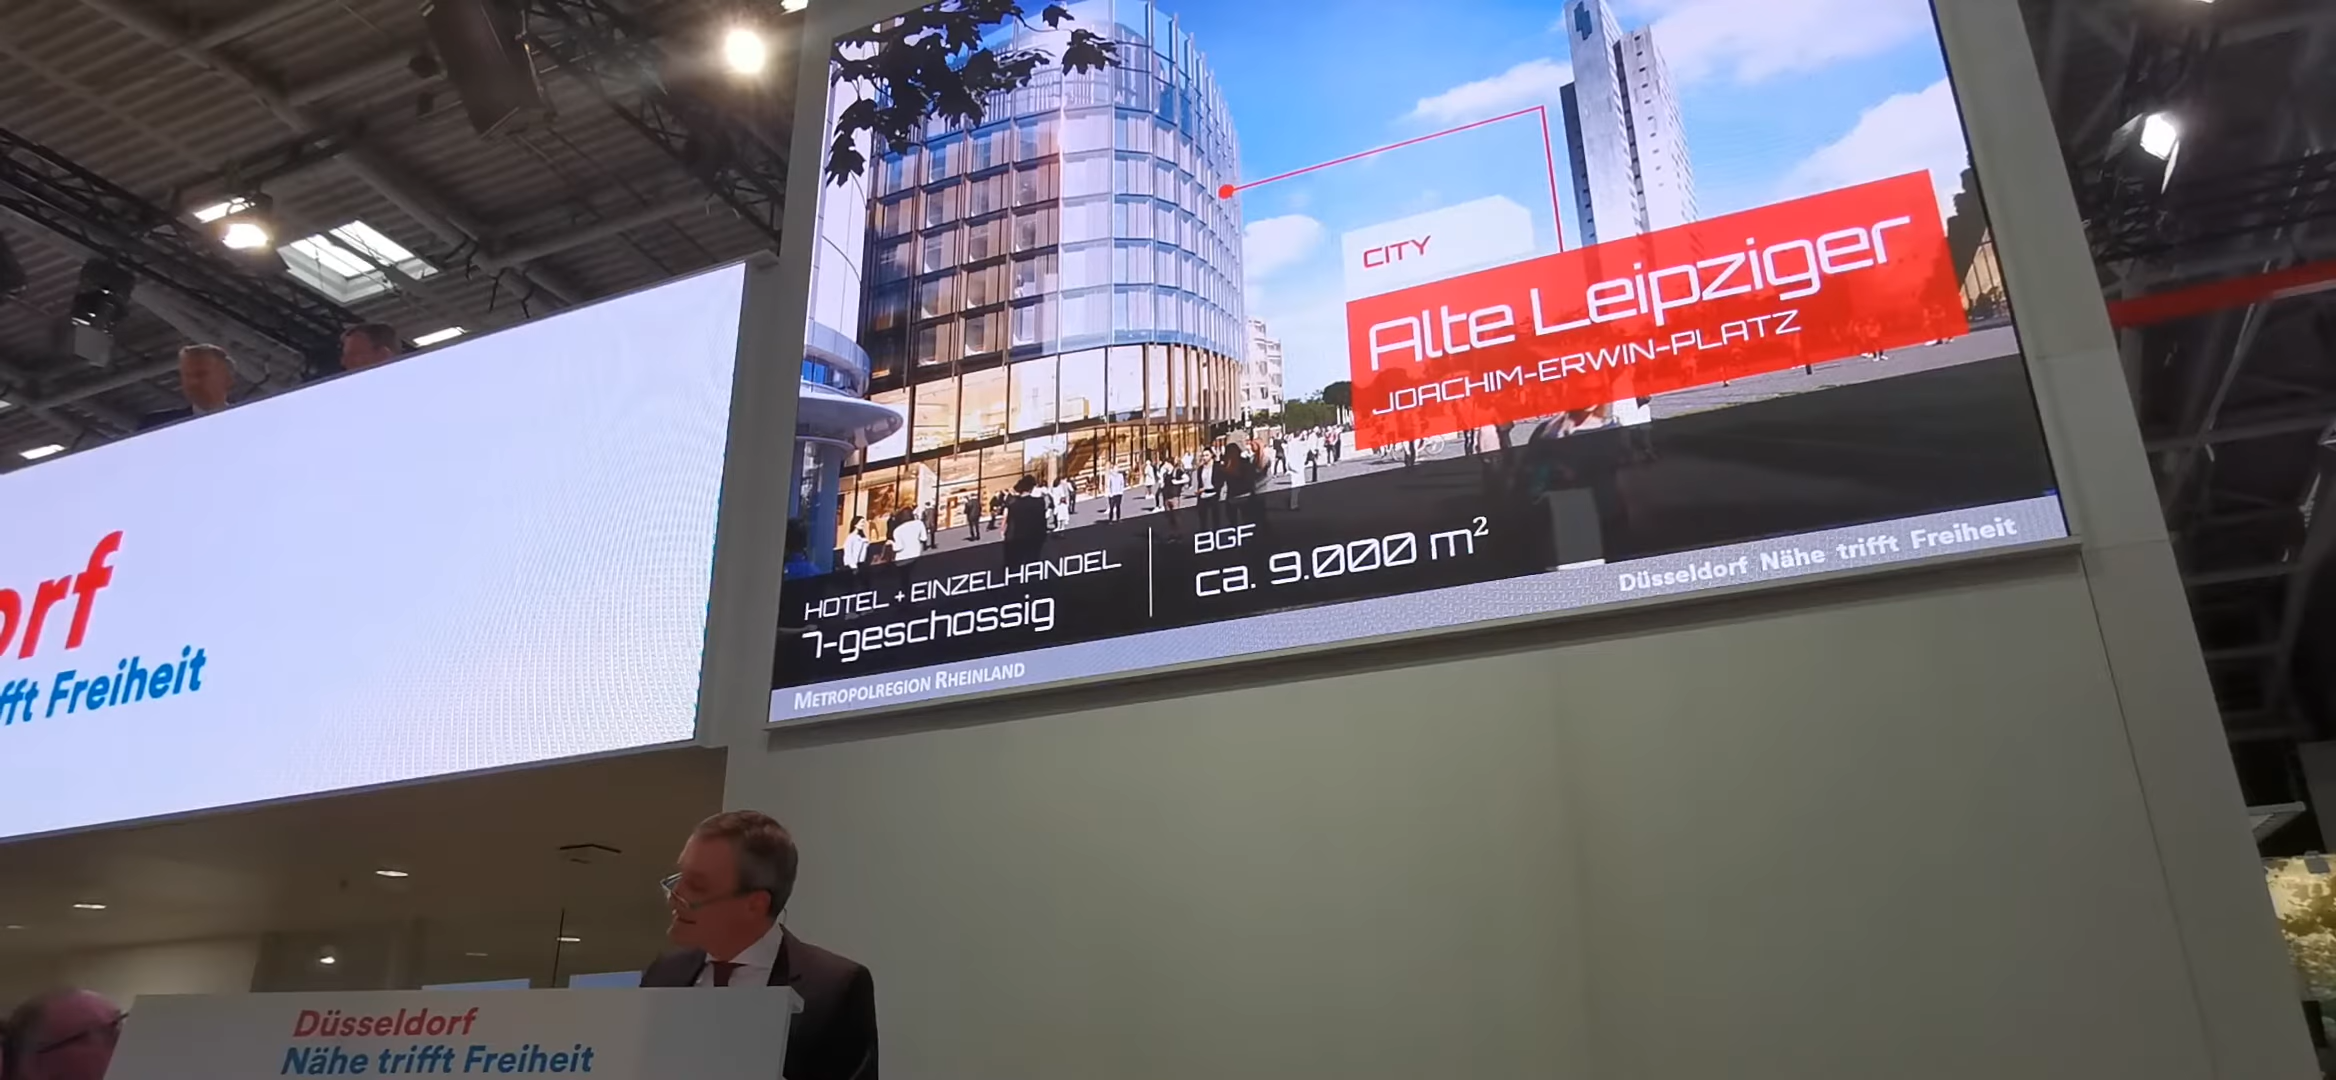 CITY
Alte Leipziger
JOACHIM-ERWIN-PLATZ
HOTEL + EINZELHANDEL
7-geschossig
BGF
ca. 9.000 m²
METROPOLREGION RHEINLAND
Düsseldorf Nähe trifft Freiheit
orf
fft Freiheit
Düsseldorf
Nähe trifft Freiheit